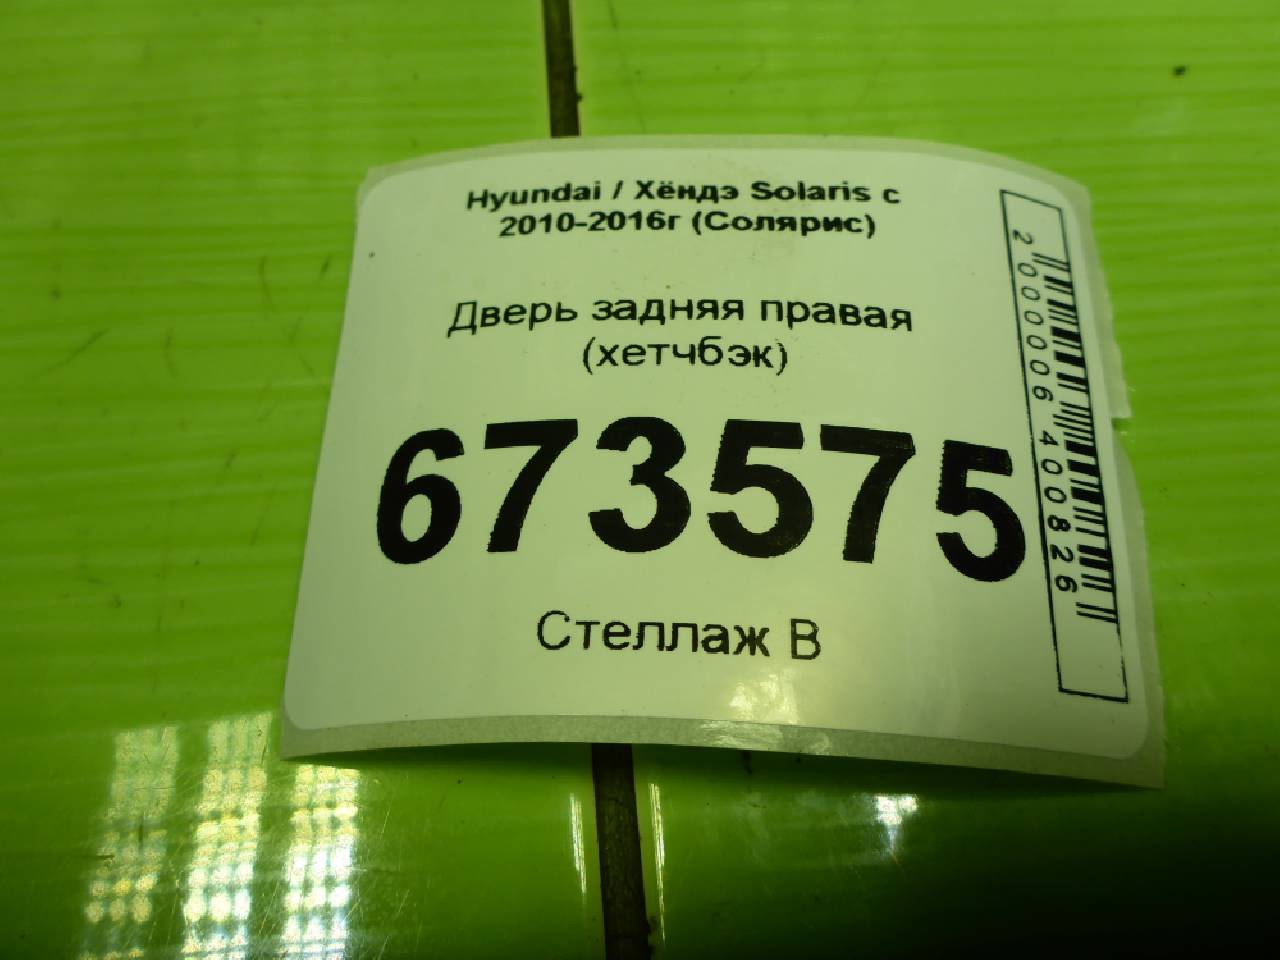 Hyundai / Хёндэ Solaris с
2010-2016г (Солярис)
Дверь задняя правая
(хетчбэк)
673575
Стеллаж В
2000006400826